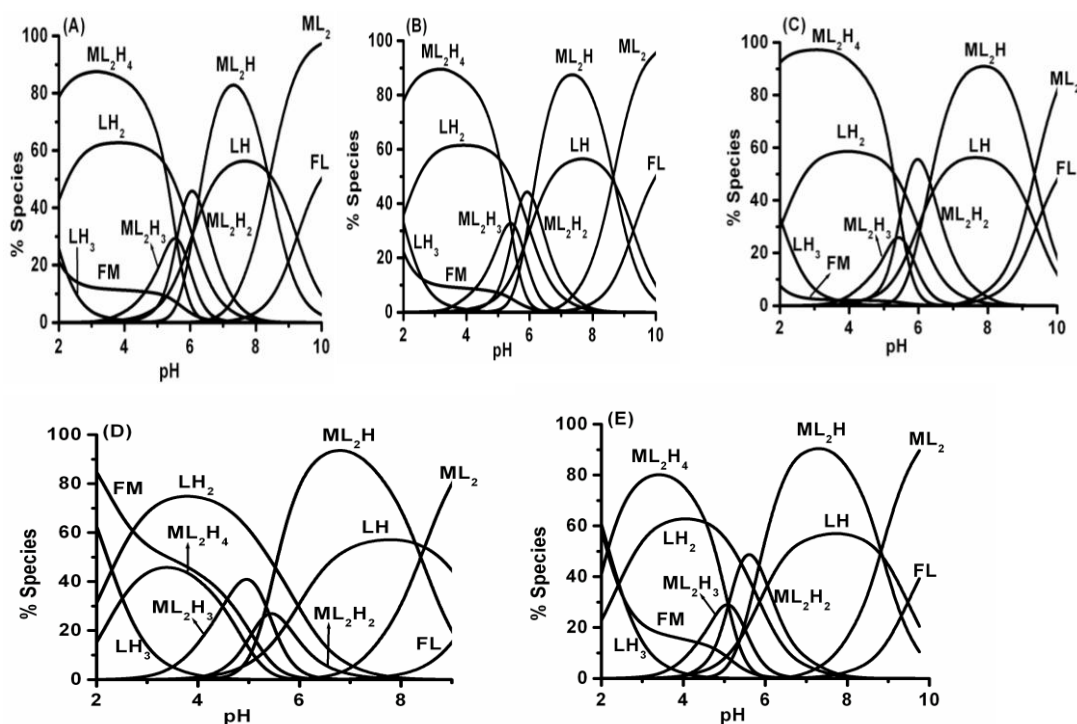 (A)
ML₂H₄
ML₂H
ML₂
LH₂
LH
FL
ML₂H₃
ML₂H₂
LH₃
FM
% Species
0
20
40
60
80
100
2 4 6 8 10
pH
(B)
ML₂H₄
ML₂H
ML₂
LH₂
LH
FL
ML₂H₃
ML₂H₂
LH₃
FM
% Species
0
20
40
60
80
100
2 4 6 8 10
pH
(C)
ML₂H₄
ML₂H
ML₂
LH₂
LH
FL
ML₂H₃
ML₂H₂
LH₃
FM
% Species
0
20
40
60
80
100
2 4 6 8 10
pH
(D)
ML₂H
FM
LH₂
ML₂
ML₂H₄
LH
ML₂H₃
ML₂H₂
LH₃
FL
% Species
0
20
40
60
80
100
2 4 6 8
pH
(E)
ML₂H₄
ML₂H
ML₂
LH₂
LH
FL
ML₂H₃
ML₂H₂
FM
LH₃
% Species
0
20
40
60
80
100
2 4 6 8 10
pH